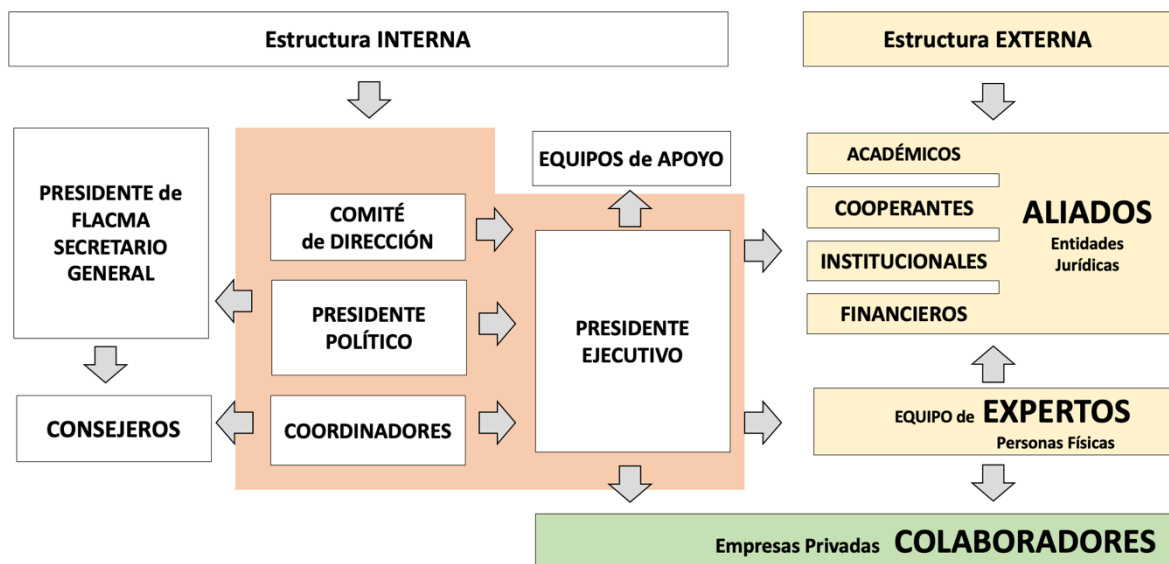 Estructura INTERNA
Estructura EXTERNA
PRESIDENTE de
FLACMA
SECRETARIO
GENERAL
CONSEJEROS
COMITÉ
de DIRECCIÓN
PRESIDENTE
POLÍTICO
COORDINADORES
EQUIPOS de APOYO
PRESIDENTE
EJECUTIVO
ACADÉMICOS
COOPERANTES
INSTITUCIONALES
FINANCIEROS
ALIADOS
Entidades
Jurídicas
EQUIPO de EXPERTOS
Personas Físicas
Empresas Privadas COLABORADORES